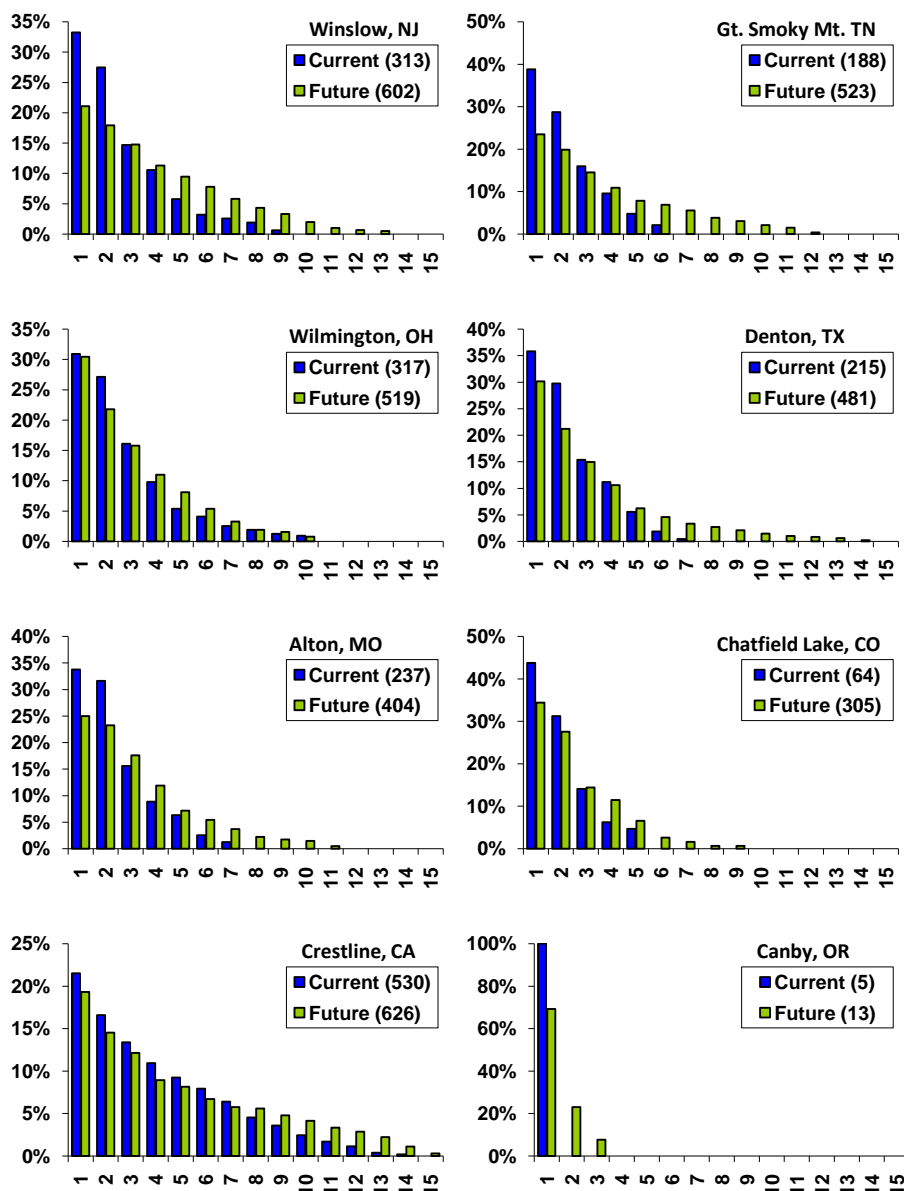 Winslow, NJ
Current (313)
Future (602)
35%
30%
25%
20%
15%
10%
5%
0%
1 2 3 4 5 6 7 8 9 10 11 12 13 14 15
Gt. Smoky Mt. TN
Current (188)
Future (523)
50%
40%
30%
20%
10%
0%
1 2 3 4 5 6 7 8 9 10 11 12 13 14 15
Wilmington, OH
Current (317)
Future (519)
35%
30%
25%
20%
15%
10%
5%
0%
1 2 3 4 5 6 7 8 9 10 11 12 13 14 15
Denton, TX
Current (215)
Future (481)
40%
35%
30%
25%
20%
15%
10%
5%
0%
1 2 3 4 5 6 7 8 9 10 11 12 13 14 15
Alton, MO
Current (237)
Future (404)
40%
35%
30%
25%
20%
15%
10%
5%
0%
1 2 3 4 5 6 7 8 9 10 11 12 13 14 15
Chatfield Lake, CO
Current (64)
Future (305)
50%
40%
30%
20%
10%
0%
1 2 3 4 5 6 7 8 9 10 11 12 13 14 15
Crestline, CA
Current (530)
Future (626)
25%
20%
15%
10%
5%
0%
1 2 3 4 5 6 7 8 9 10 11 12 13 14 15
Canby, OR
Current (5)
Future (13)
100%
80%
60%
40%
20%
0%
1 2 3 4 5 6 7 8 9 10 11 12 13 14 15